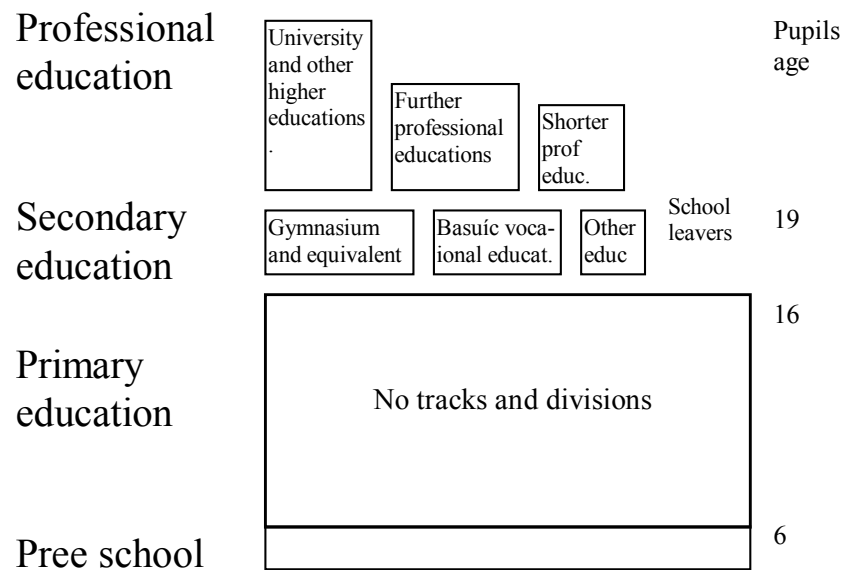 Professional
education
University
and other
higher
educations
.
Further
professional
educations
Shorter
prof
educ.
Pupils
age
Secondary
education
Gymnasium
and equivalent
Basuíc voca-
ional educat.
Other
educ
School
leavers
19
16
Primary
education
No tracks and divisions
6
Pree school